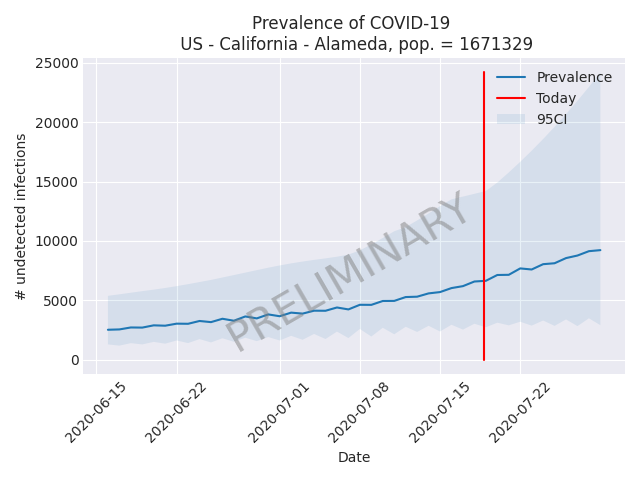 Prevalence of COVID-19
US - California - Alameda, pop. = 1671329
25000
20000
15000
10000
5000
0
# undetected infections
Prevalence
Today
95CI
PRELIMINARY
2020-06-15
2020-06-22
2020-07-01
2020-07-08
2020-07-15
2020-07-22
Date